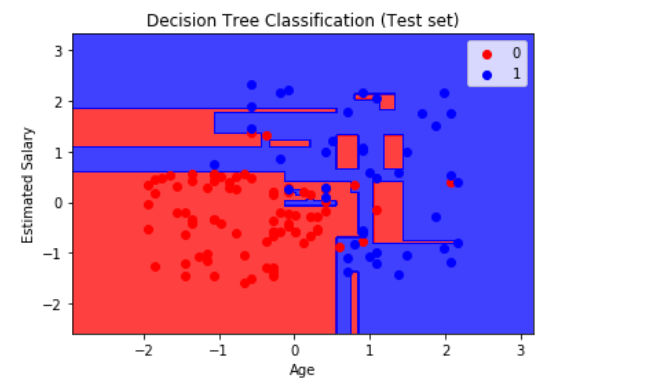 Decision Tree Classification (Test set)
0
1
3
2
1
0
−1
−2
Estimated Salary
−2 −1 0 1 2 3
Age